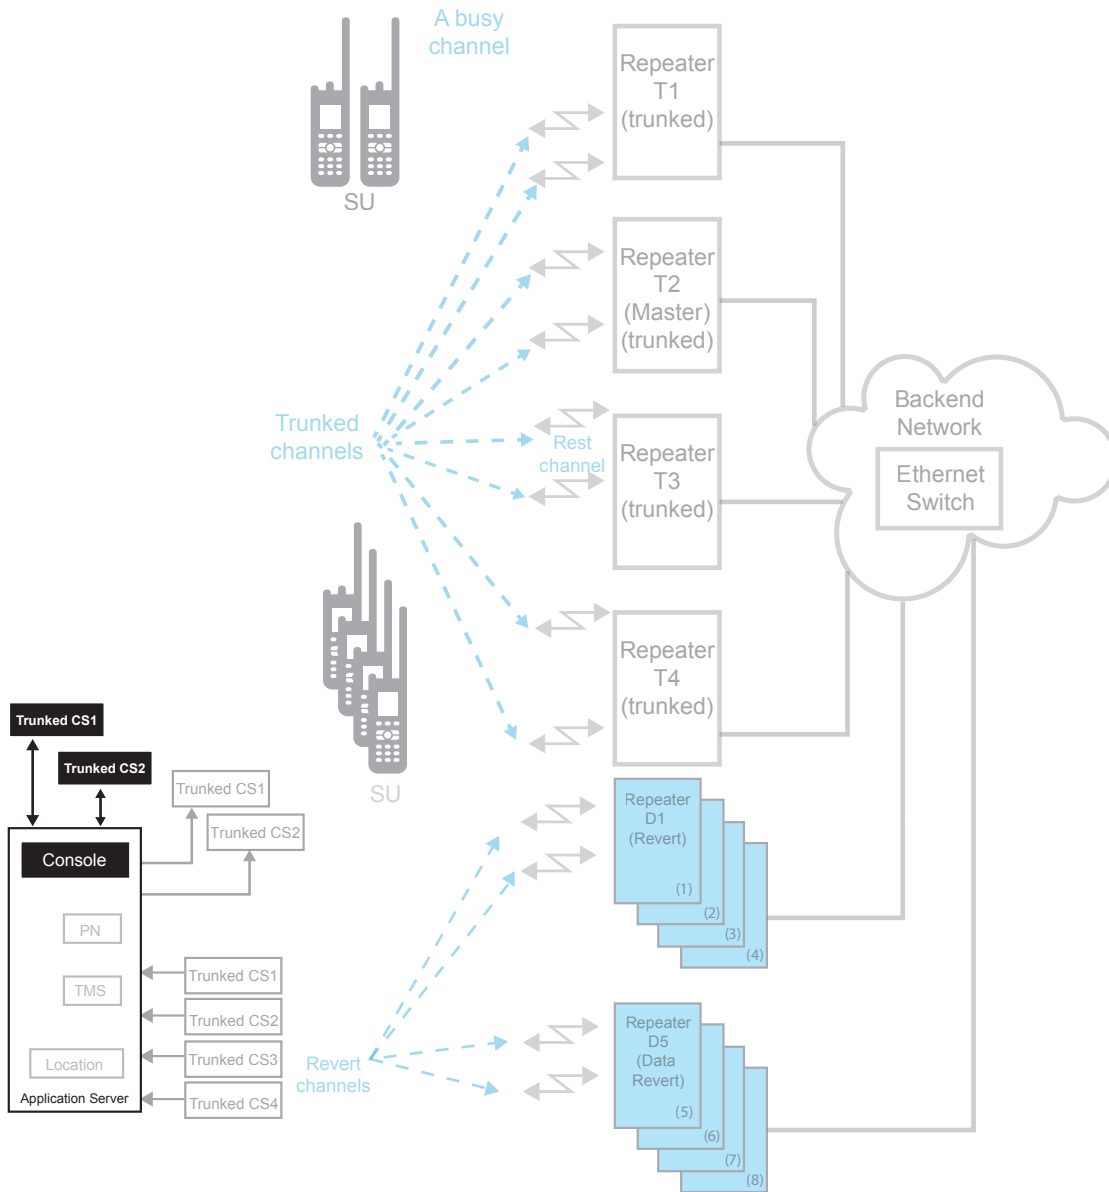 A busy
channel
SU
Repeater
T1
(trunked)
Repeater
T2
(Master)
(trunked)
Trunked
channels
Rest
channel
Repeater
T3
(trunked)
Backend
Network
Ethernet
Switch
Repeater
T4
(trunked)
SU
Trunked CS1
Trunked CS2
Trunked CS1
Trunked CS2
Console
PN
TMS
Location
Application Server
Trunked CS1
Trunked CS2
Trunked CS3
Trunked CS4
Revert
channels
Repeater
D1
(Revert)
(1)
(2)
(3)
(4)
Repeater
D5
(Data
Revert)
(5)
(6)
(7)
(8)